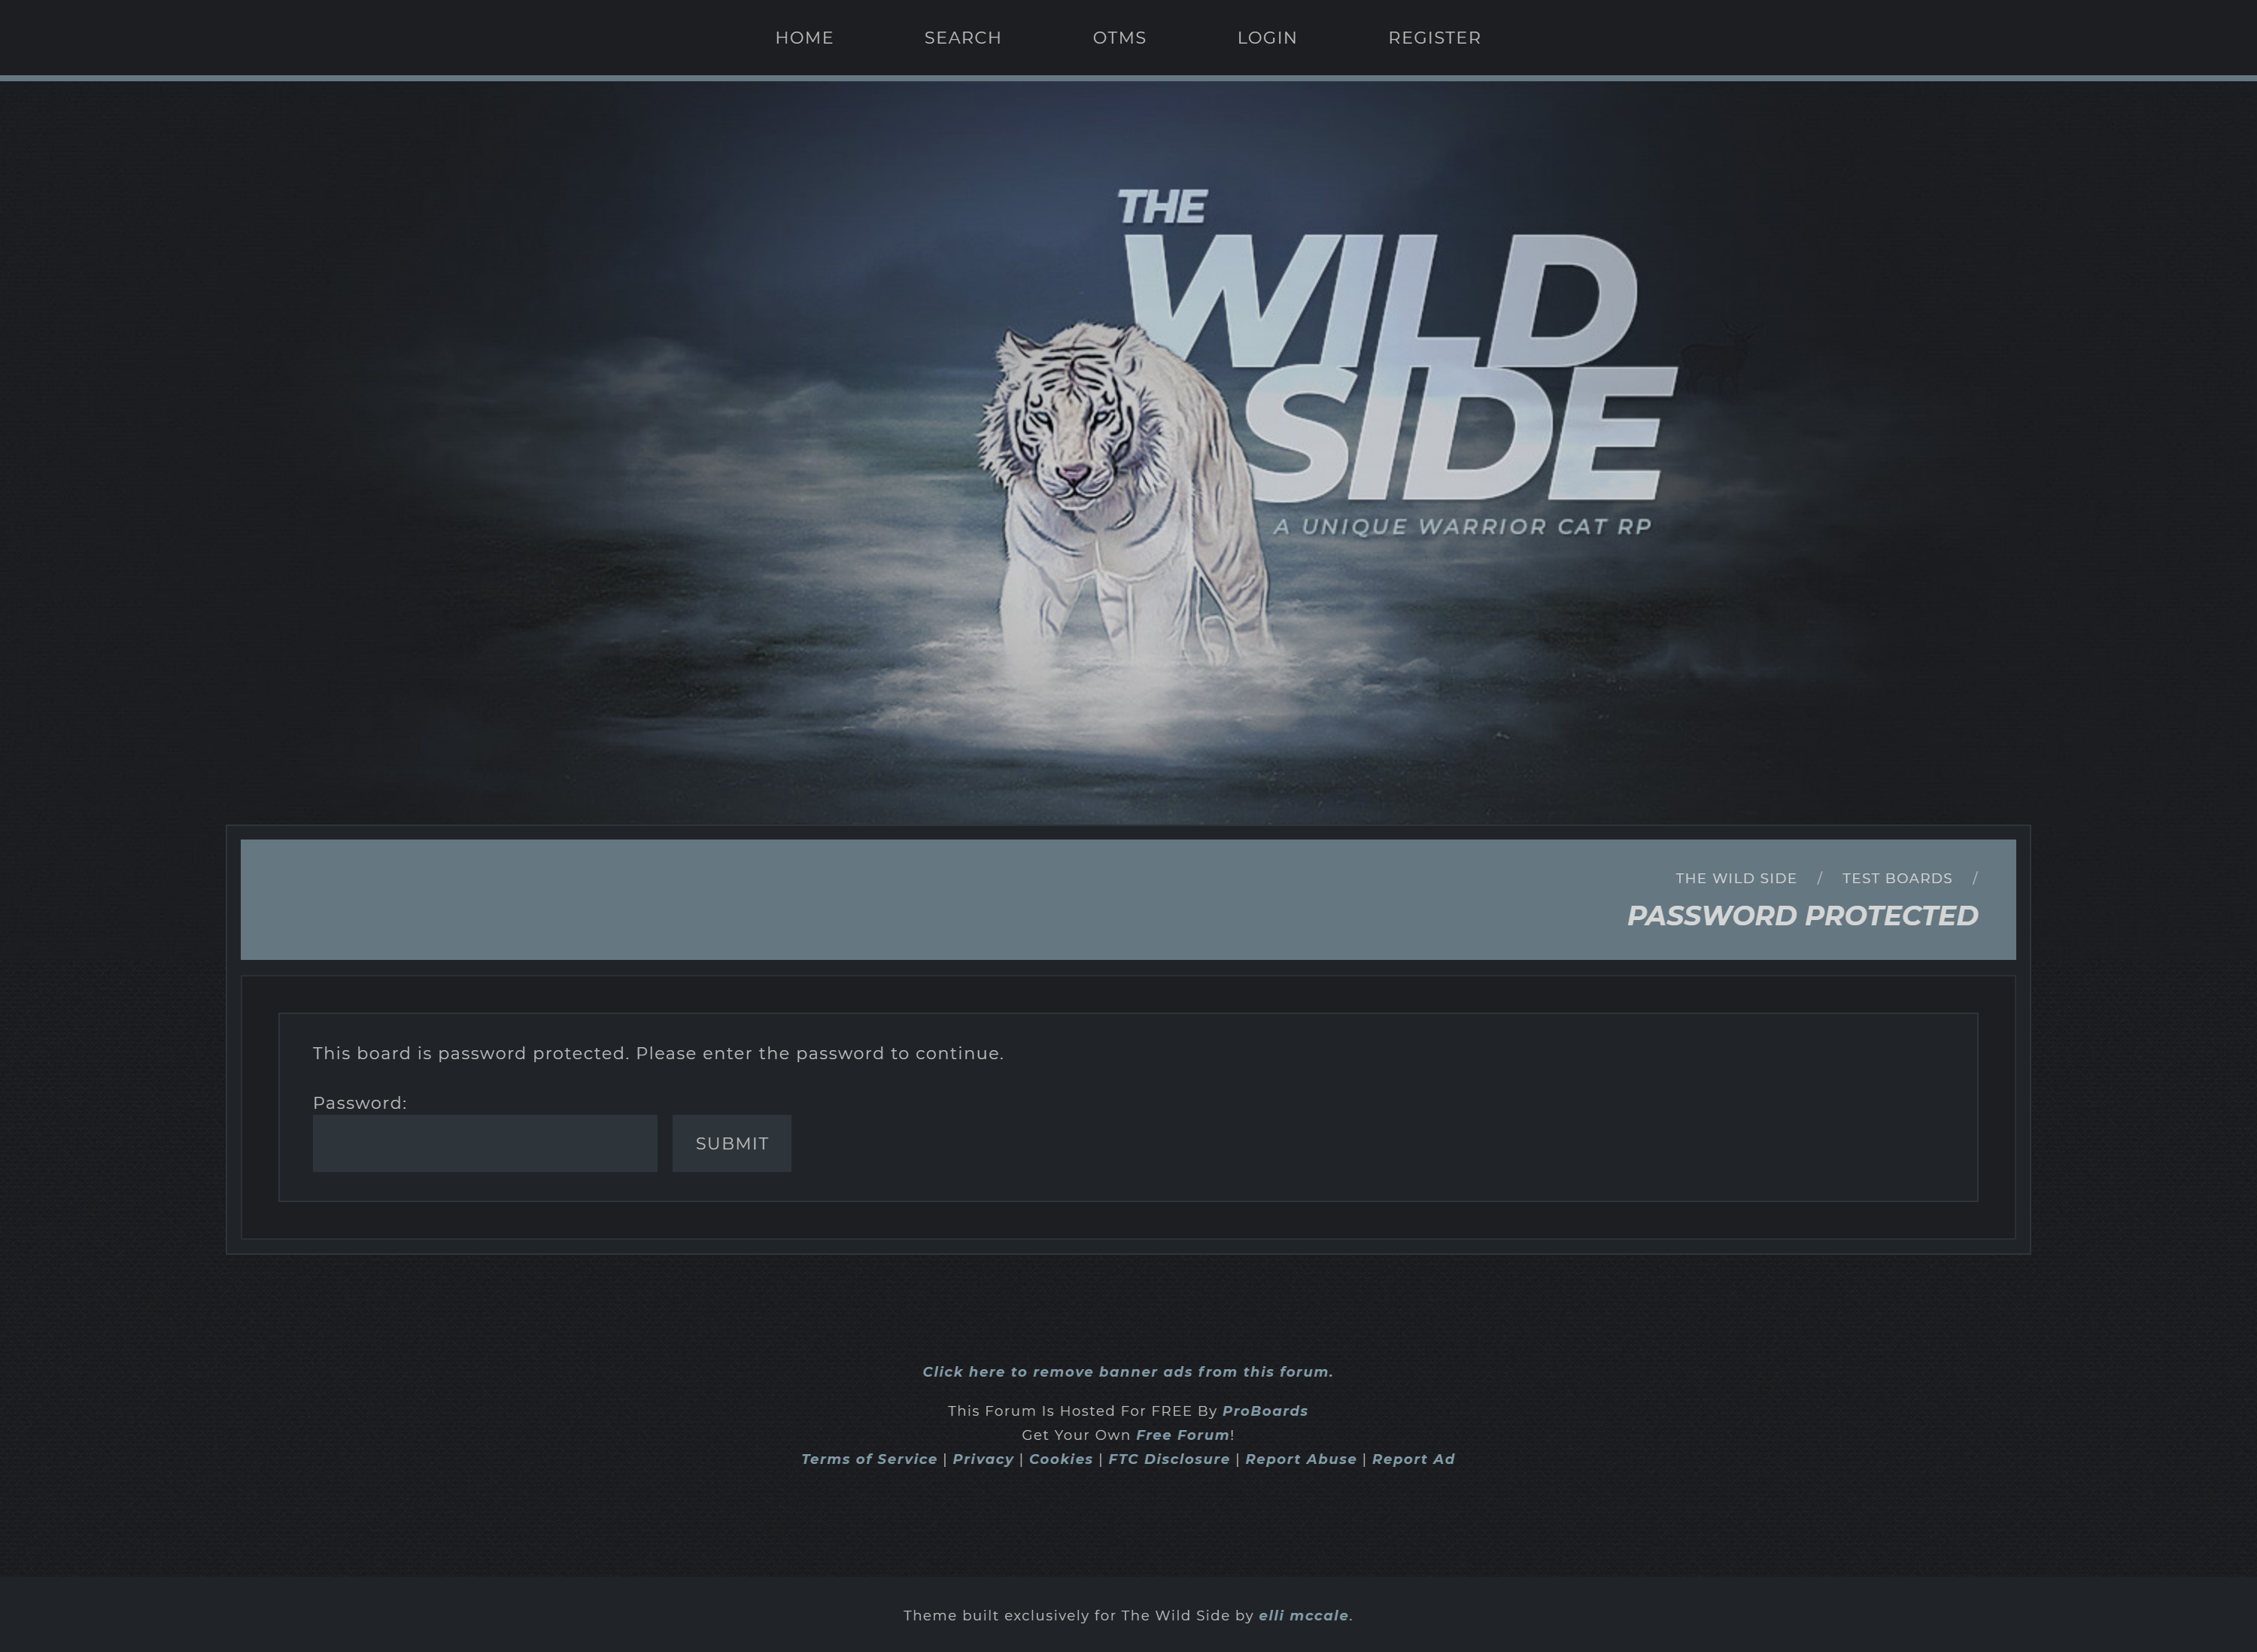 HOME SEARCH OTMS LOGIN REGISTER
THE
WILD
SIDE
A UNIQUE WARRIOR CAT RP
THE WILD SIDE / TEST BOARDS /
PASSWORD PROTECTED
This board is password protected. Please enter the password to continue.
Password:
SUBMIT
Click here to remove banner ads from this forum.
This Forum Is Hosted For FREE By ProBoards
Get Your Own Free Forum!
Terms of Service | Privacy | Cookies | FTC Disclosure | Report Abuse | Report Ad
Theme built exclusively for The Wild Side by elli mccale.